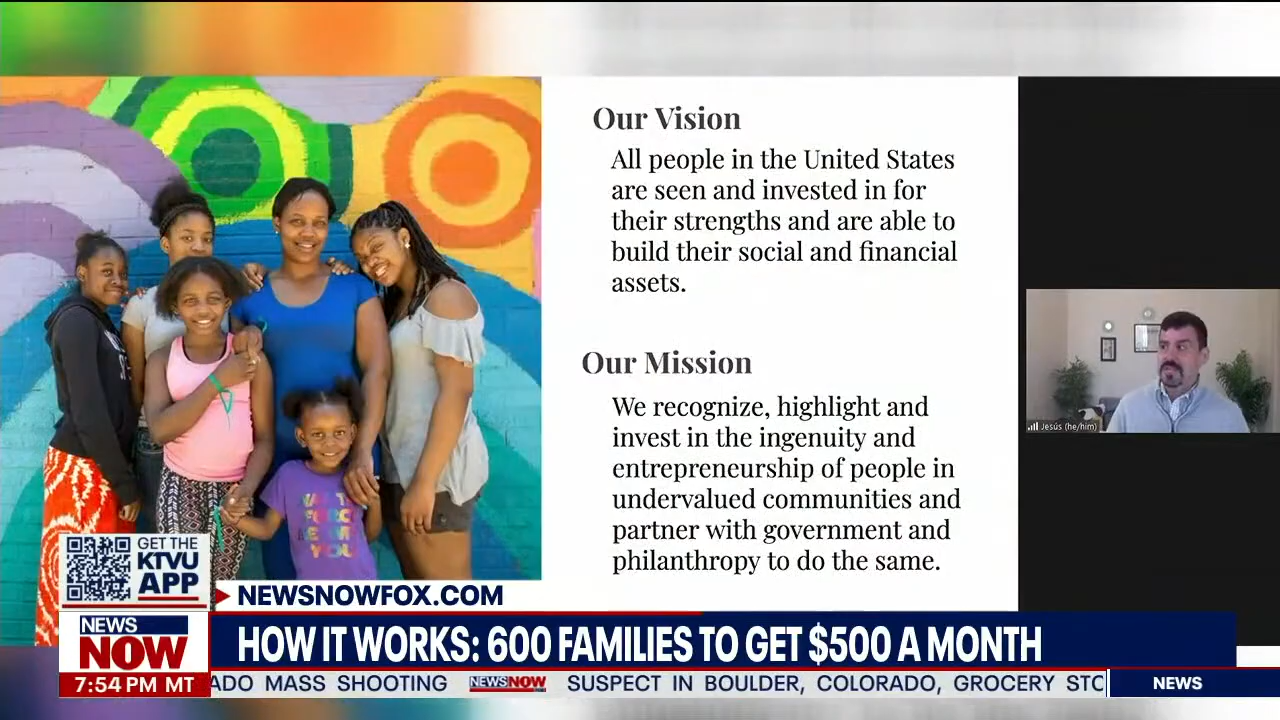 Our Vision
All people in the United States
are seen and invested in for
their strengths and are able to
build their social and financial
assets.
Our Mission
We recognize, highlight and
invest in the ingenuity and
entrepreneurship of people in
undervalued communities and
partner with government and
philanthropy to do the same.
Jesús (he/him)
GET THE
KTVU
APP
NEWSNOWFOX.COM
NEWS
NOW
HOW IT WORKS: 600 FAMILIES TO GET $500 A MONTH
7:54 PM MT
ADO MASS SHOOTING NEWSNOW SUSPECT IN BOULDER, COLORADO, GROCERY STO
NEWS